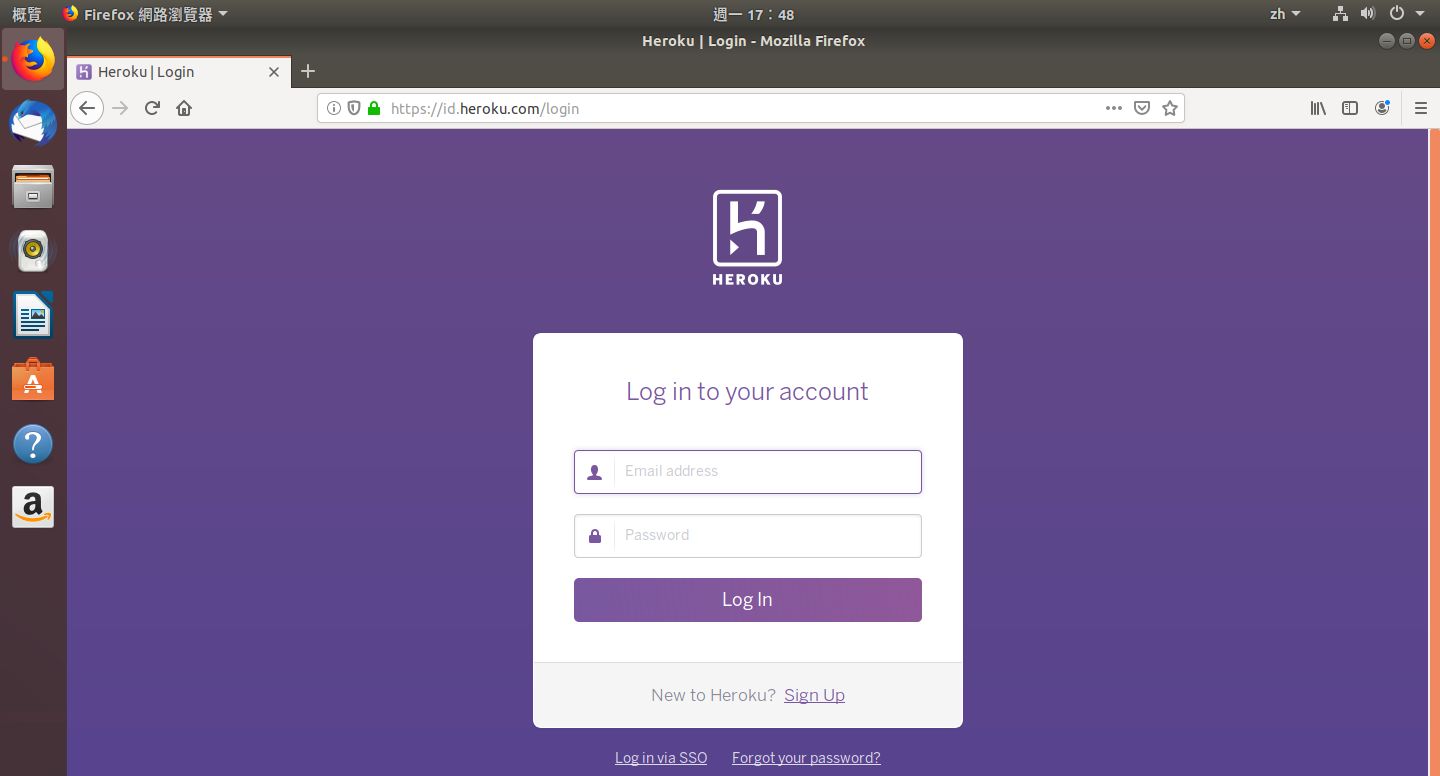 概覽 Firefox 網路瀏覽器 週一 17：48 zh
Heroku | Login - Mozilla Firefox
Heroku | Login
https://id.heroku.com/login
HEROKU
Log in to your account
Email address
Password
Log In
New to Heroku? Sign Up
Log in via SSO Forgot your password?